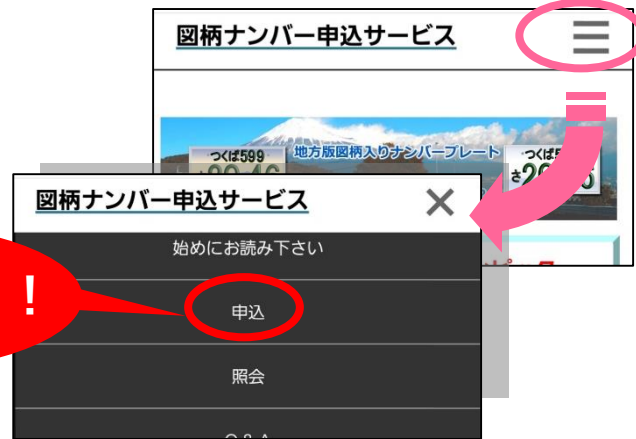 図柄ナンバー申込サービス
地方版図柄入りナンバープレート
つくば599
図柄ナンバー申込サービス
始めにお読み下さい
!
申込
照会